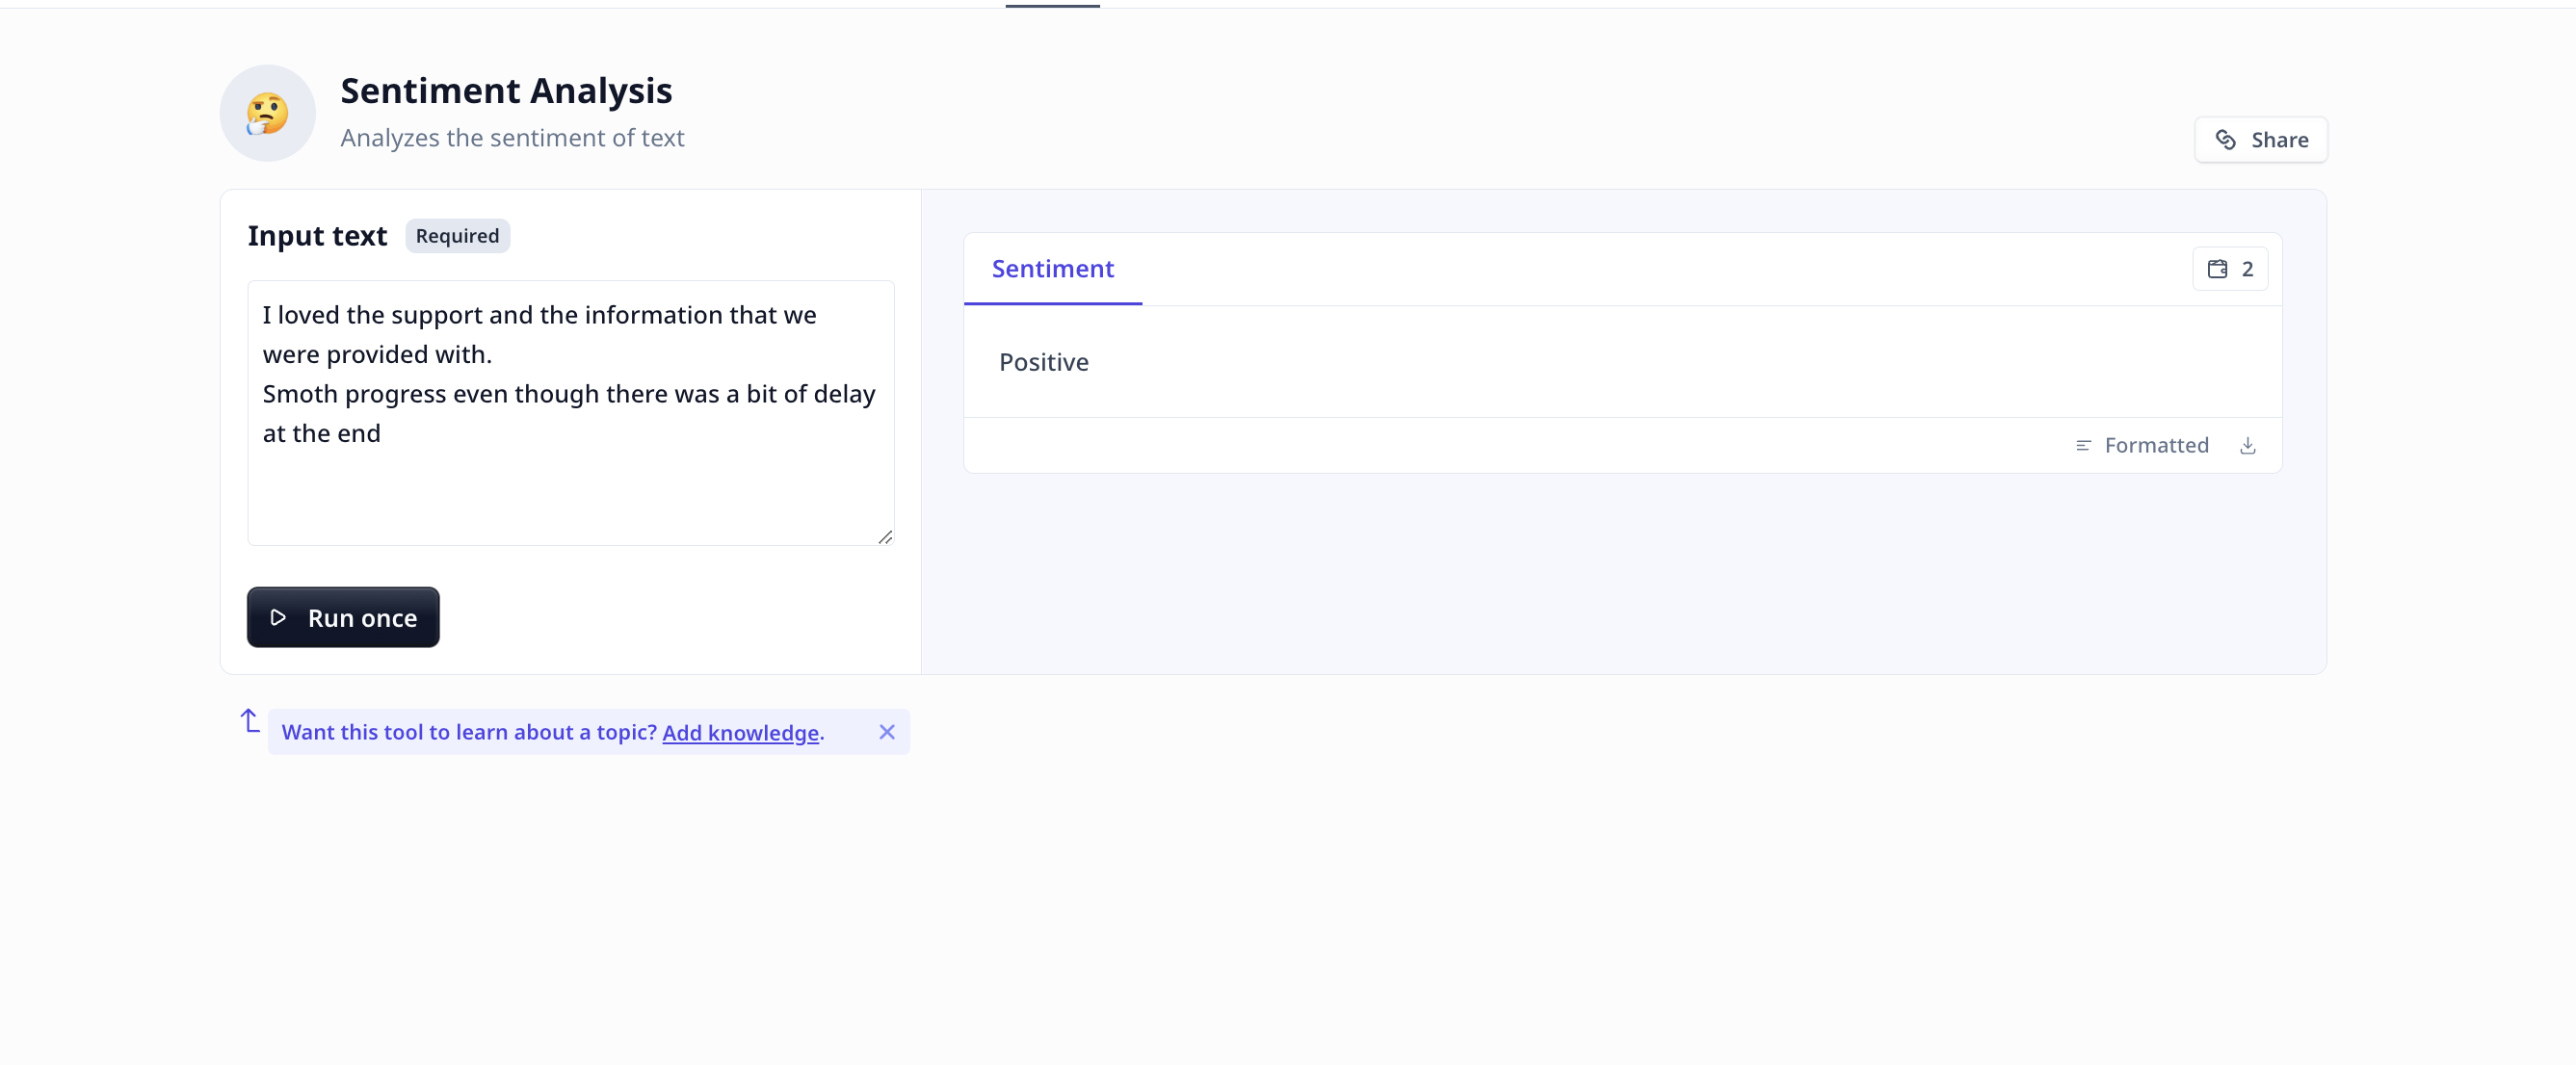 Sentiment Analysis
Analyzes the sentiment of text
Share
Input text Required
I loved the support and the information that we
were provided with.
Smoth progress even though there was a bit of delay
at the end
Run once
Sentiment 2
Positive
Formatted
Want this tool to learn about a topic? Add knowledge.